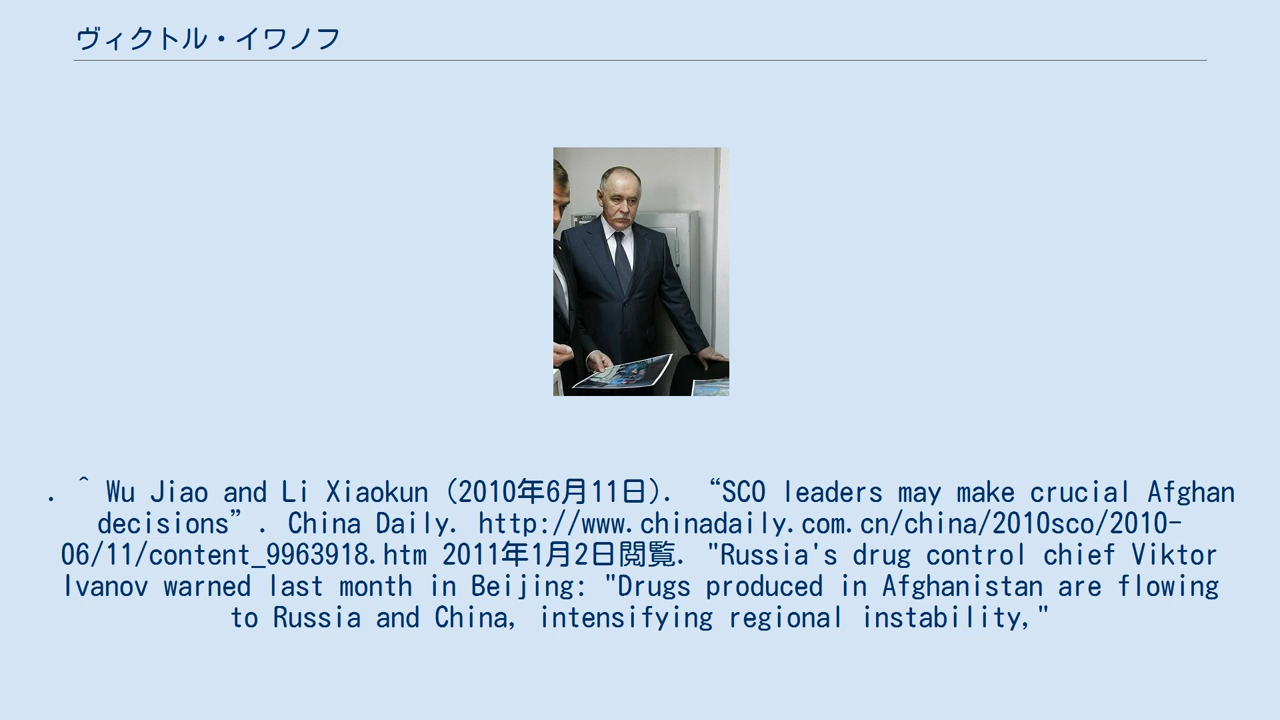 ヴィクトル・イワノフ
. ^ Wu Jiao and Li Xiaokun (2010年6月11日). “SCO leaders may make crucial Afghan
decisions”. China Daily. http://www.chinadaily.com.cn/china/2010sco/2010-
06/11/content_9963918.htm 2011年1月2日閲覧. "Russia's drug control chief Viktor
Ivanov warned last month in Beijing: "Drugs produced in Afghanistan are flowing
to Russia and China, intensifying regional instability,"